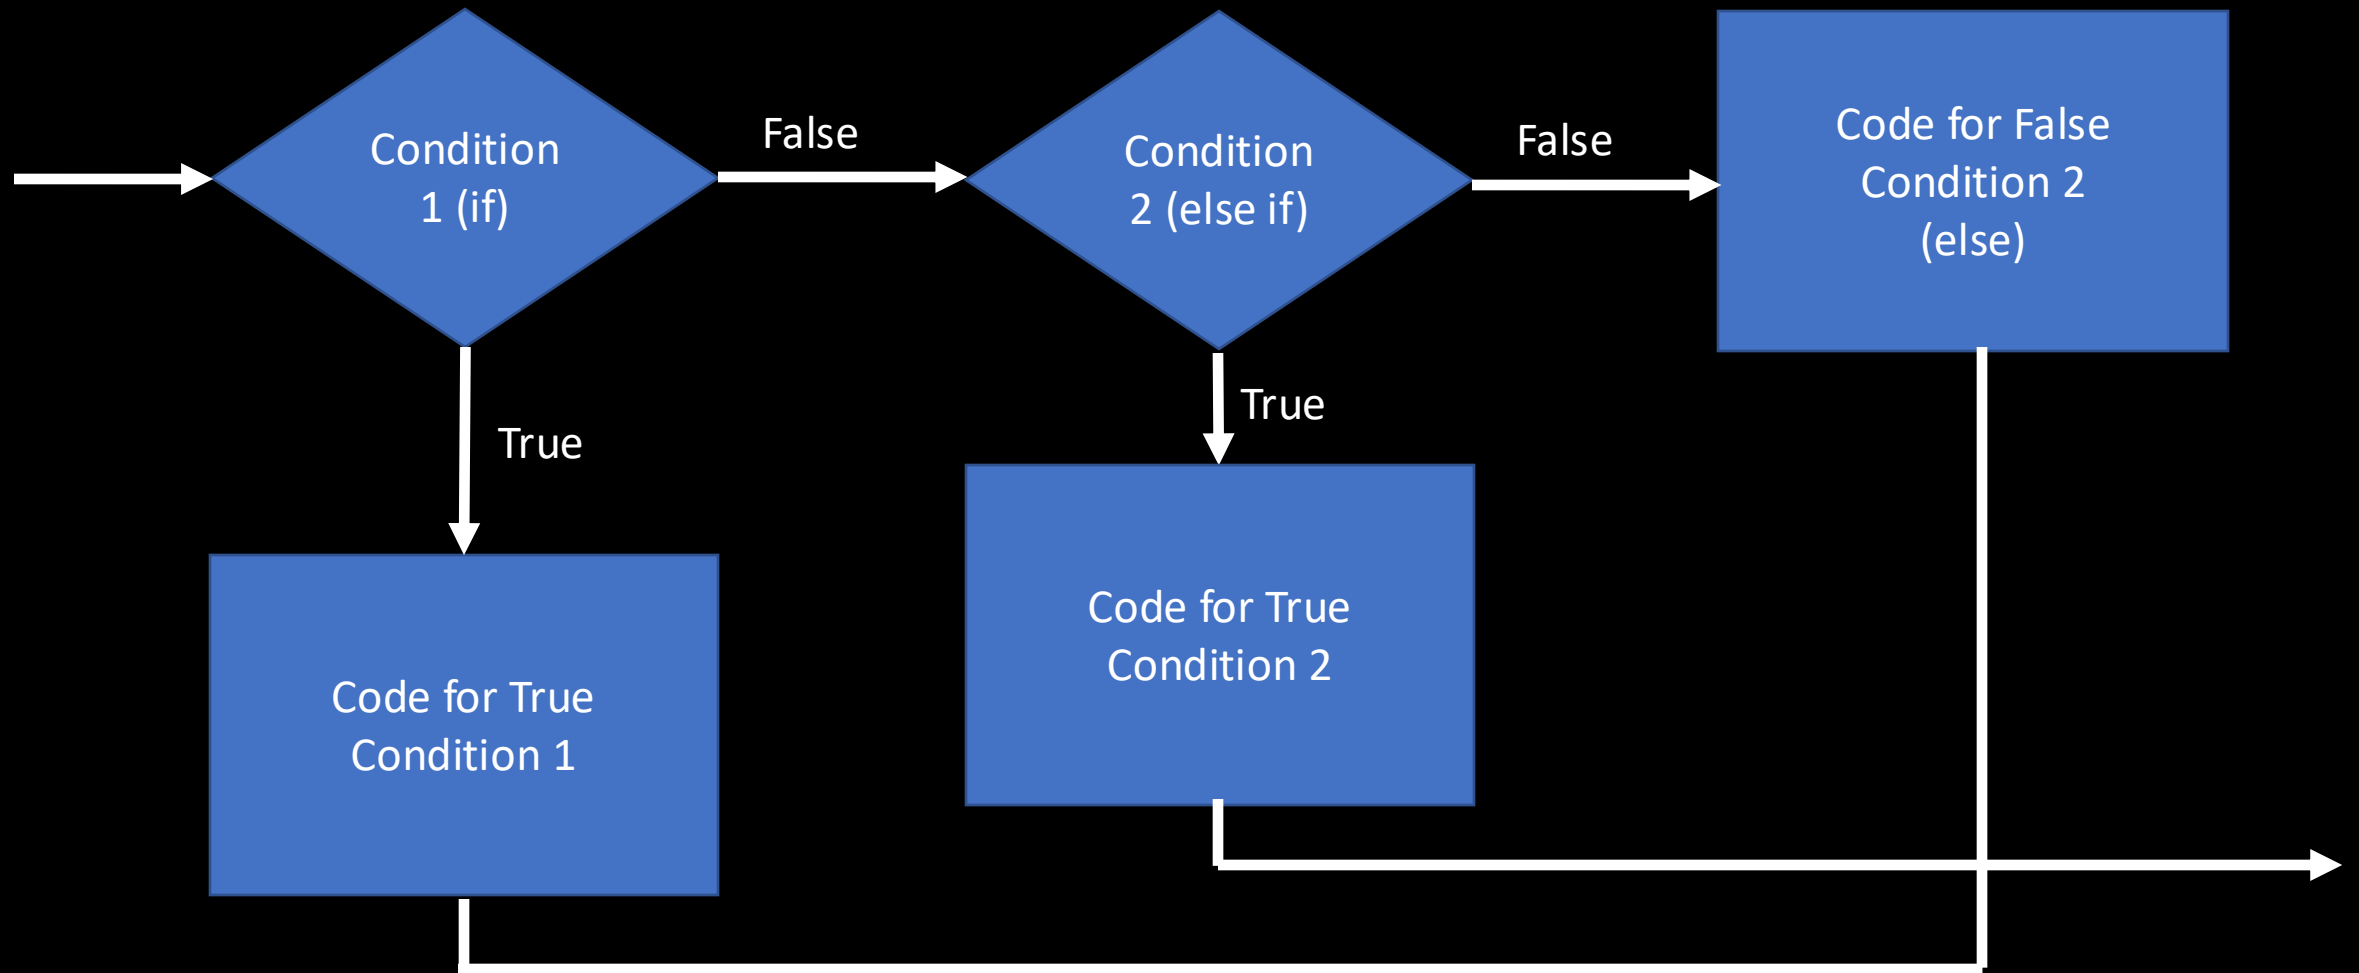 Condition
1 (if)
False
Condition
2 (else if)
False
Code for False
Condition 2
(else)
True
True
Code for True
Condition 1
Code for True
Condition 2